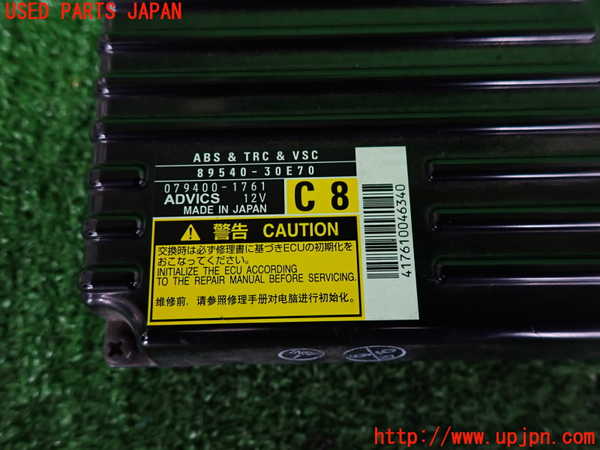 USED PARTS JAPAN
ABS & TRC & VSC
89540-30E70
079400-1761
ADVICS 12V
MADE IN JAPAN
C 8
警告 CAUTION
交換時は必ず修理書に基づきECUの初期化を
おこなってください。
INITIALIZE THE ECU ACCORDING
TO THE REPAIR MANUAL BEFORE SERVICING.
维修前，请参照修理手册对电脑进行初始化。
417610046340
http://www.upjpn.com/